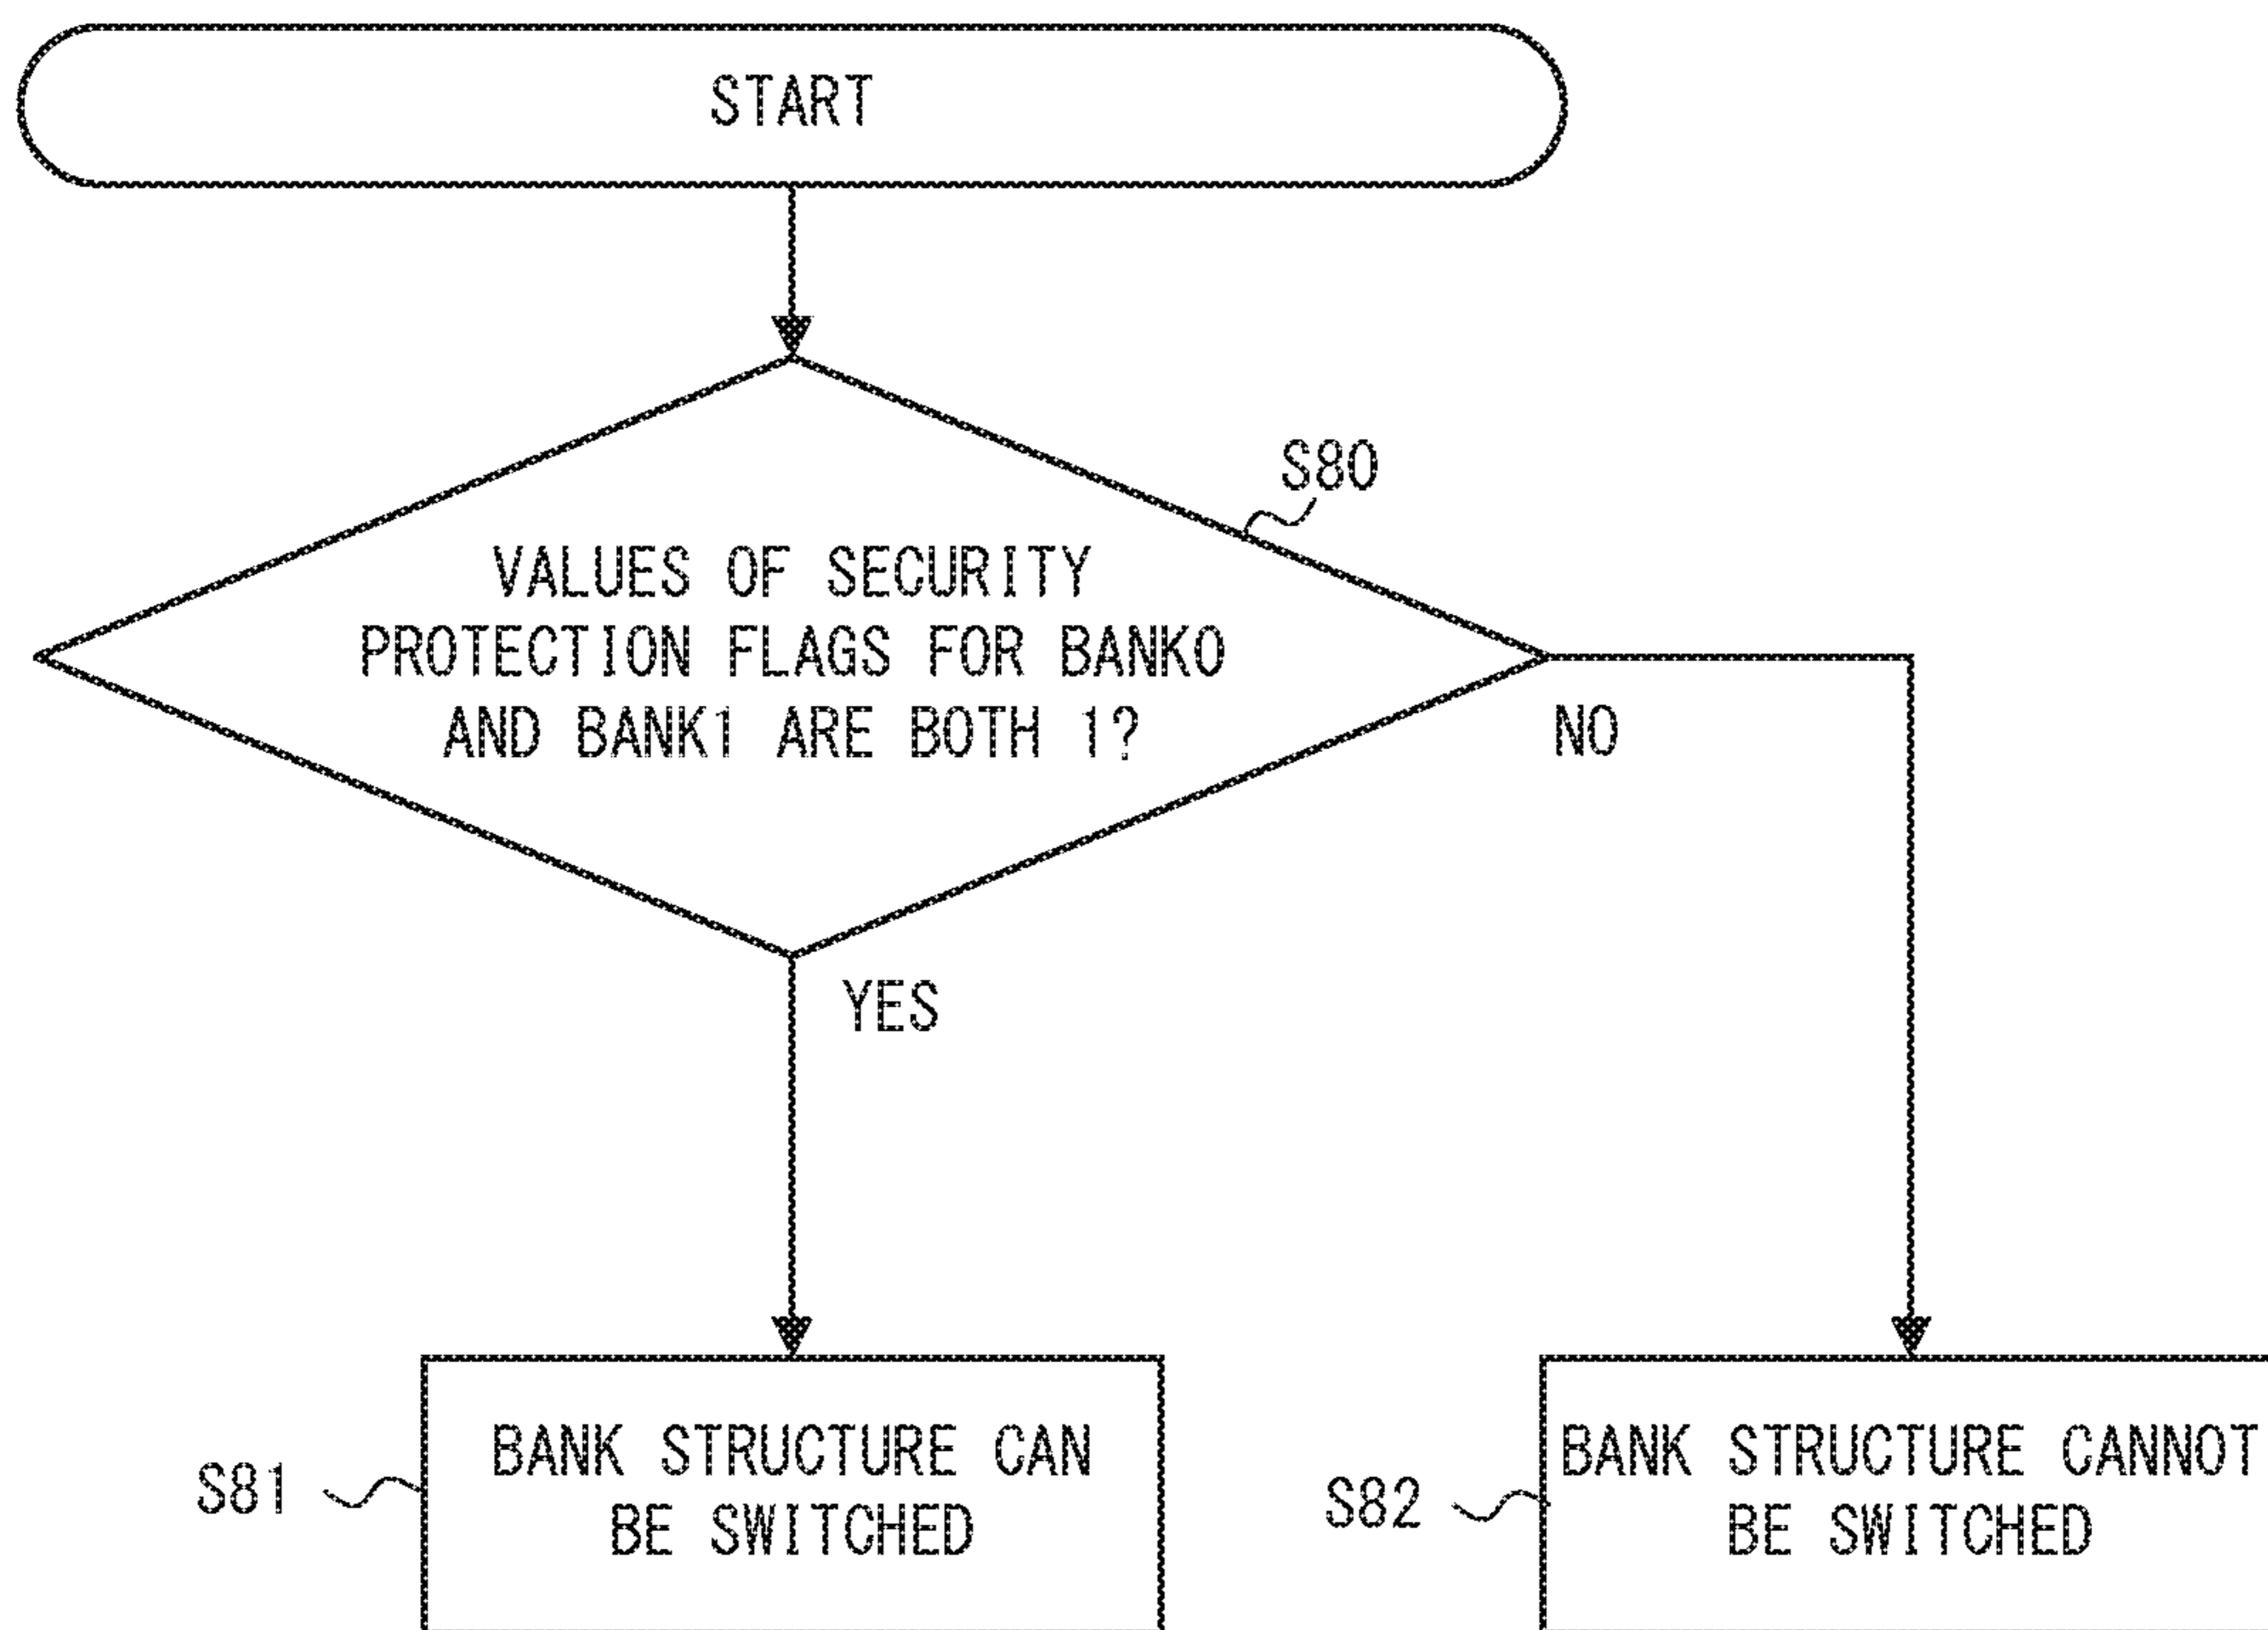 START
S80
VALUES OF SECURITY
PROTECTION FLAGS FOR BANK0
AND BANK1 ARE BOTH 1?
NO
YES
S81
BANK STRUCTURE CAN
BE SWITCHED
S82
BANK STRUCTURE CANNOT
BE SWITCHED